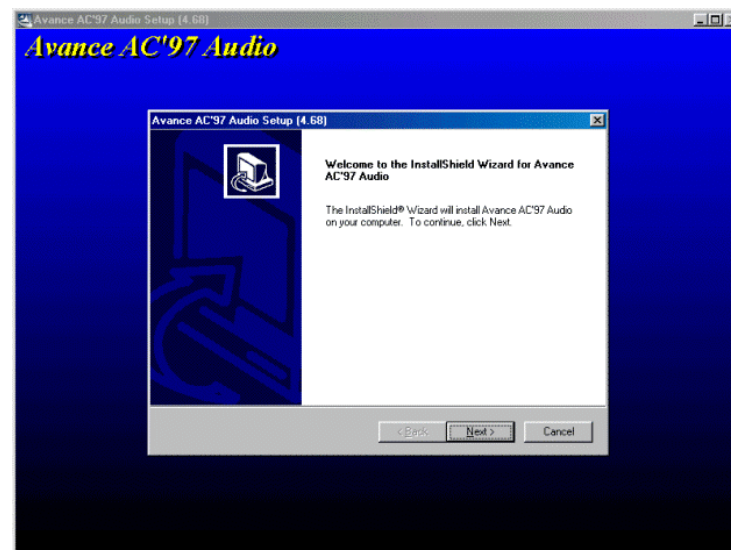 Avance AC'97 Audio Setup (4.68)
Avance AC'97 Audio
Avance AC'97 Audio Setup (4.68)
Welcome to the InstallShield Wizard for Avance
AC'97 Audio
The InstallShield® Wizard will install Avance AC'97 Audio
on your computer. To continue, click Next.
< Back Next > Cancel